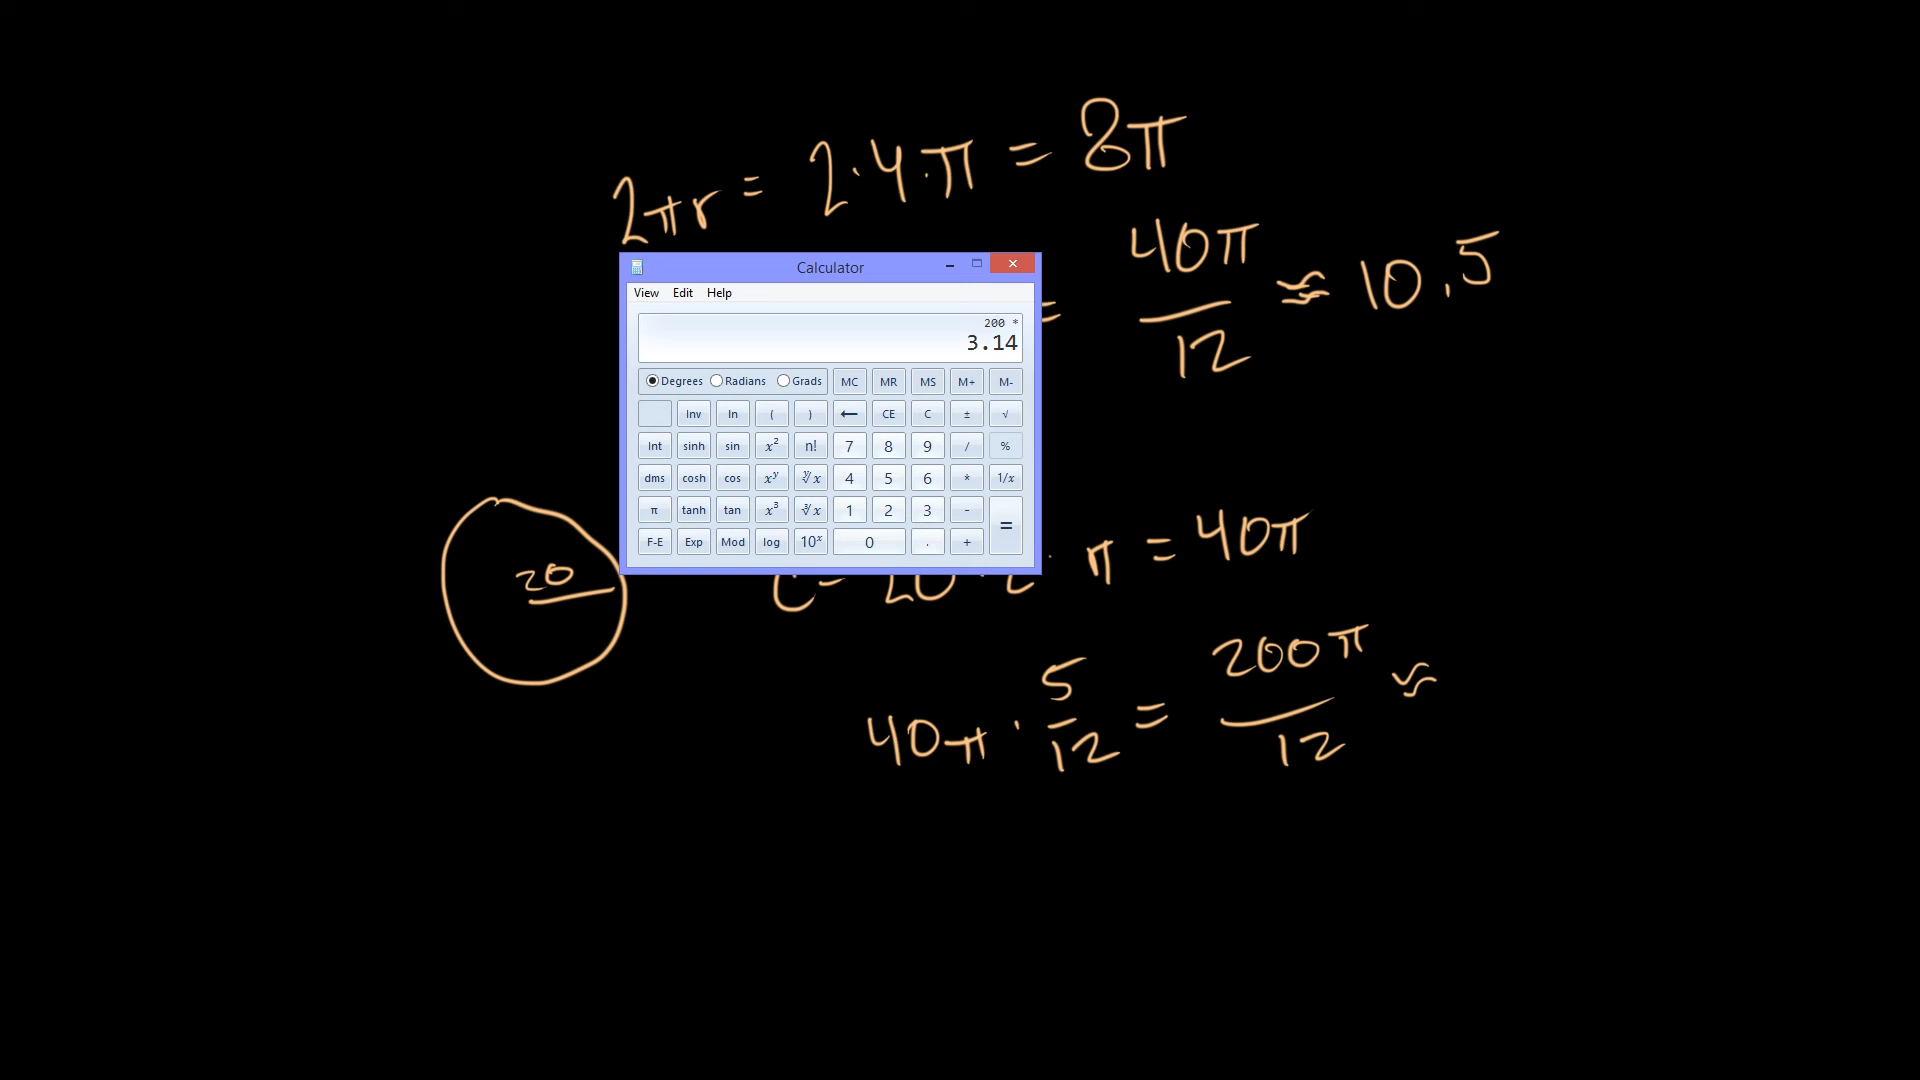 2πr = 2·4·π = 8π
= 40π/12 ≈ 10.5
Calculator
View Edit Help
200 *
3.14
Degrees Radians Grads MC MR MS M+ M-
Inv ln ( ) ← CE C ± √
Int sinh sin x² n! 7 8 9 / %
dms cosh cos xʸ ʸ√x 4 5 6 * 1/x
π tanh tan x³ ³√x 1 2 3 - =
F-E Exp Mod log 10ˣ 0 . +
20
C = 20·2·π = 40π
40π · 5/12 = 200π/12 ≈